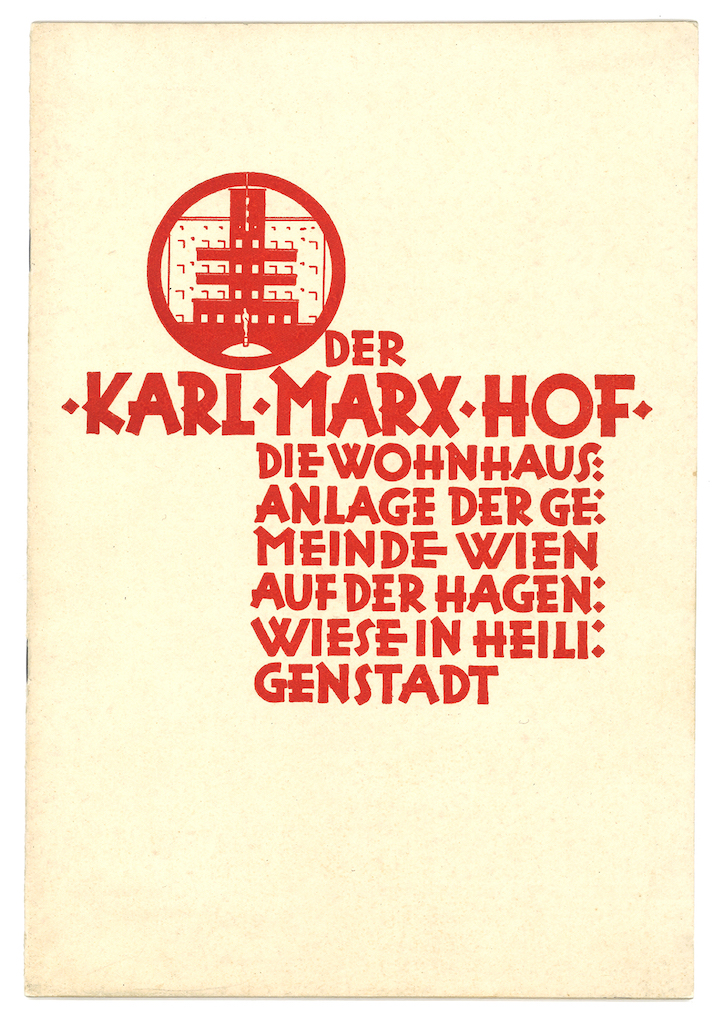 DER
·KARL·MARX·HOF·
DIE WOHNHAUS:
ANLAGE DER GE:
MEINDE WIEN
AUF DER HAGEN:
WIESE IN HEILI:
GENSTADT